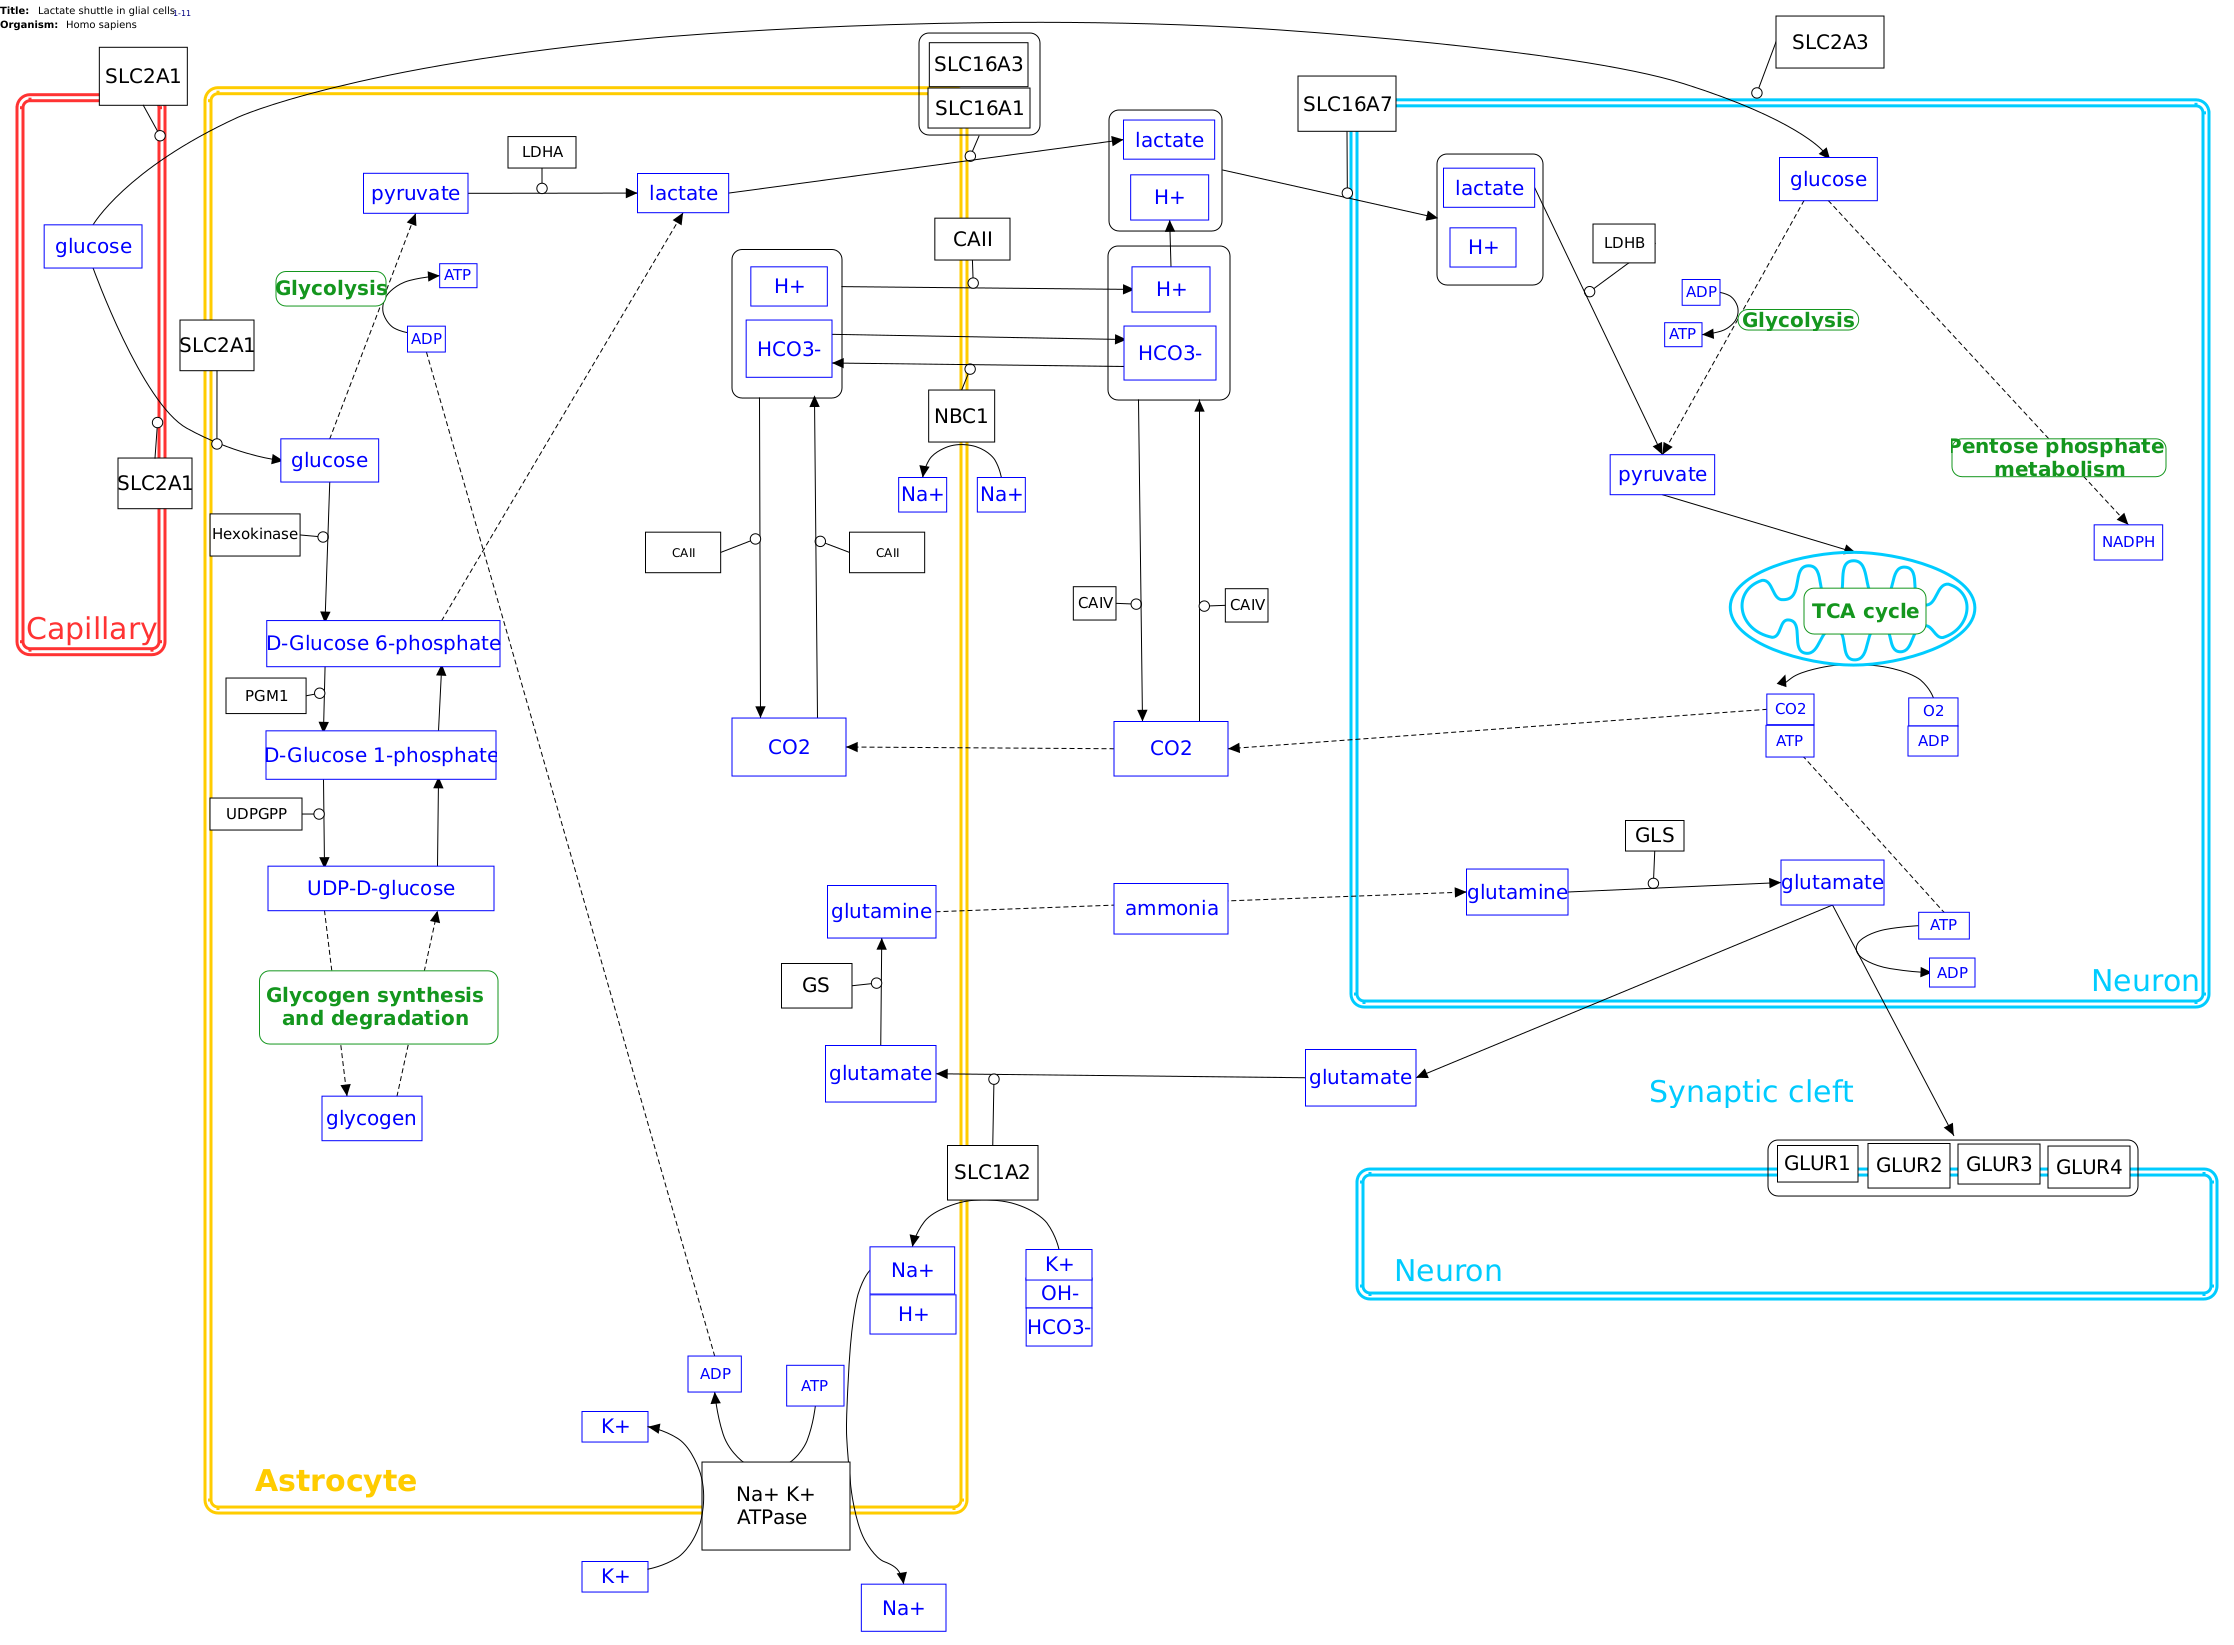 Title: Lactate shuttle in glial cells 1-11
Organism: Homo sapiens
SLC2A1
SLC16A3
SLC16A1
SLC2A3
SLC16A7
LDHA
lactate
H+
pyruvate
lactate
lactate
H+
glucose
glucose
CAII
LDHB
Glycolysis
ATP
ADP
H+
HCO3-
H+
HCO3-
ADP
ATP
Glycolysis
SLC2A1
NBC1
glucose
SLC2A1
Na+
Na+
pyruvate
Pentose phosphate
metabolism
NADPH
Hexokinase
CAII
CAII
CAIV
CAIV
TCA cycle
Capillary
D-Glucose 6-phosphate
PGM1
D-Glucose 1-phosphate
CO2
CO2
CO2
ATP
O2
ADP
UDPGPP
UDP-D-glucose
GLS
glutamine
ammonia
glutamine
glutamate
ATP
ADP
Neuron
GS
Glycogen synthesis
and degradation
glutamate
glutamate
Synaptic cleft
glycogen
SLC1A2
GLUR1
GLUR2
GLUR3
GLUR4
Neuron
Na+
H+
K+
OH-
HCO3-
ADP
ATP
K+
Astrocyte
Na+ K+
ATPase
K+
Na+